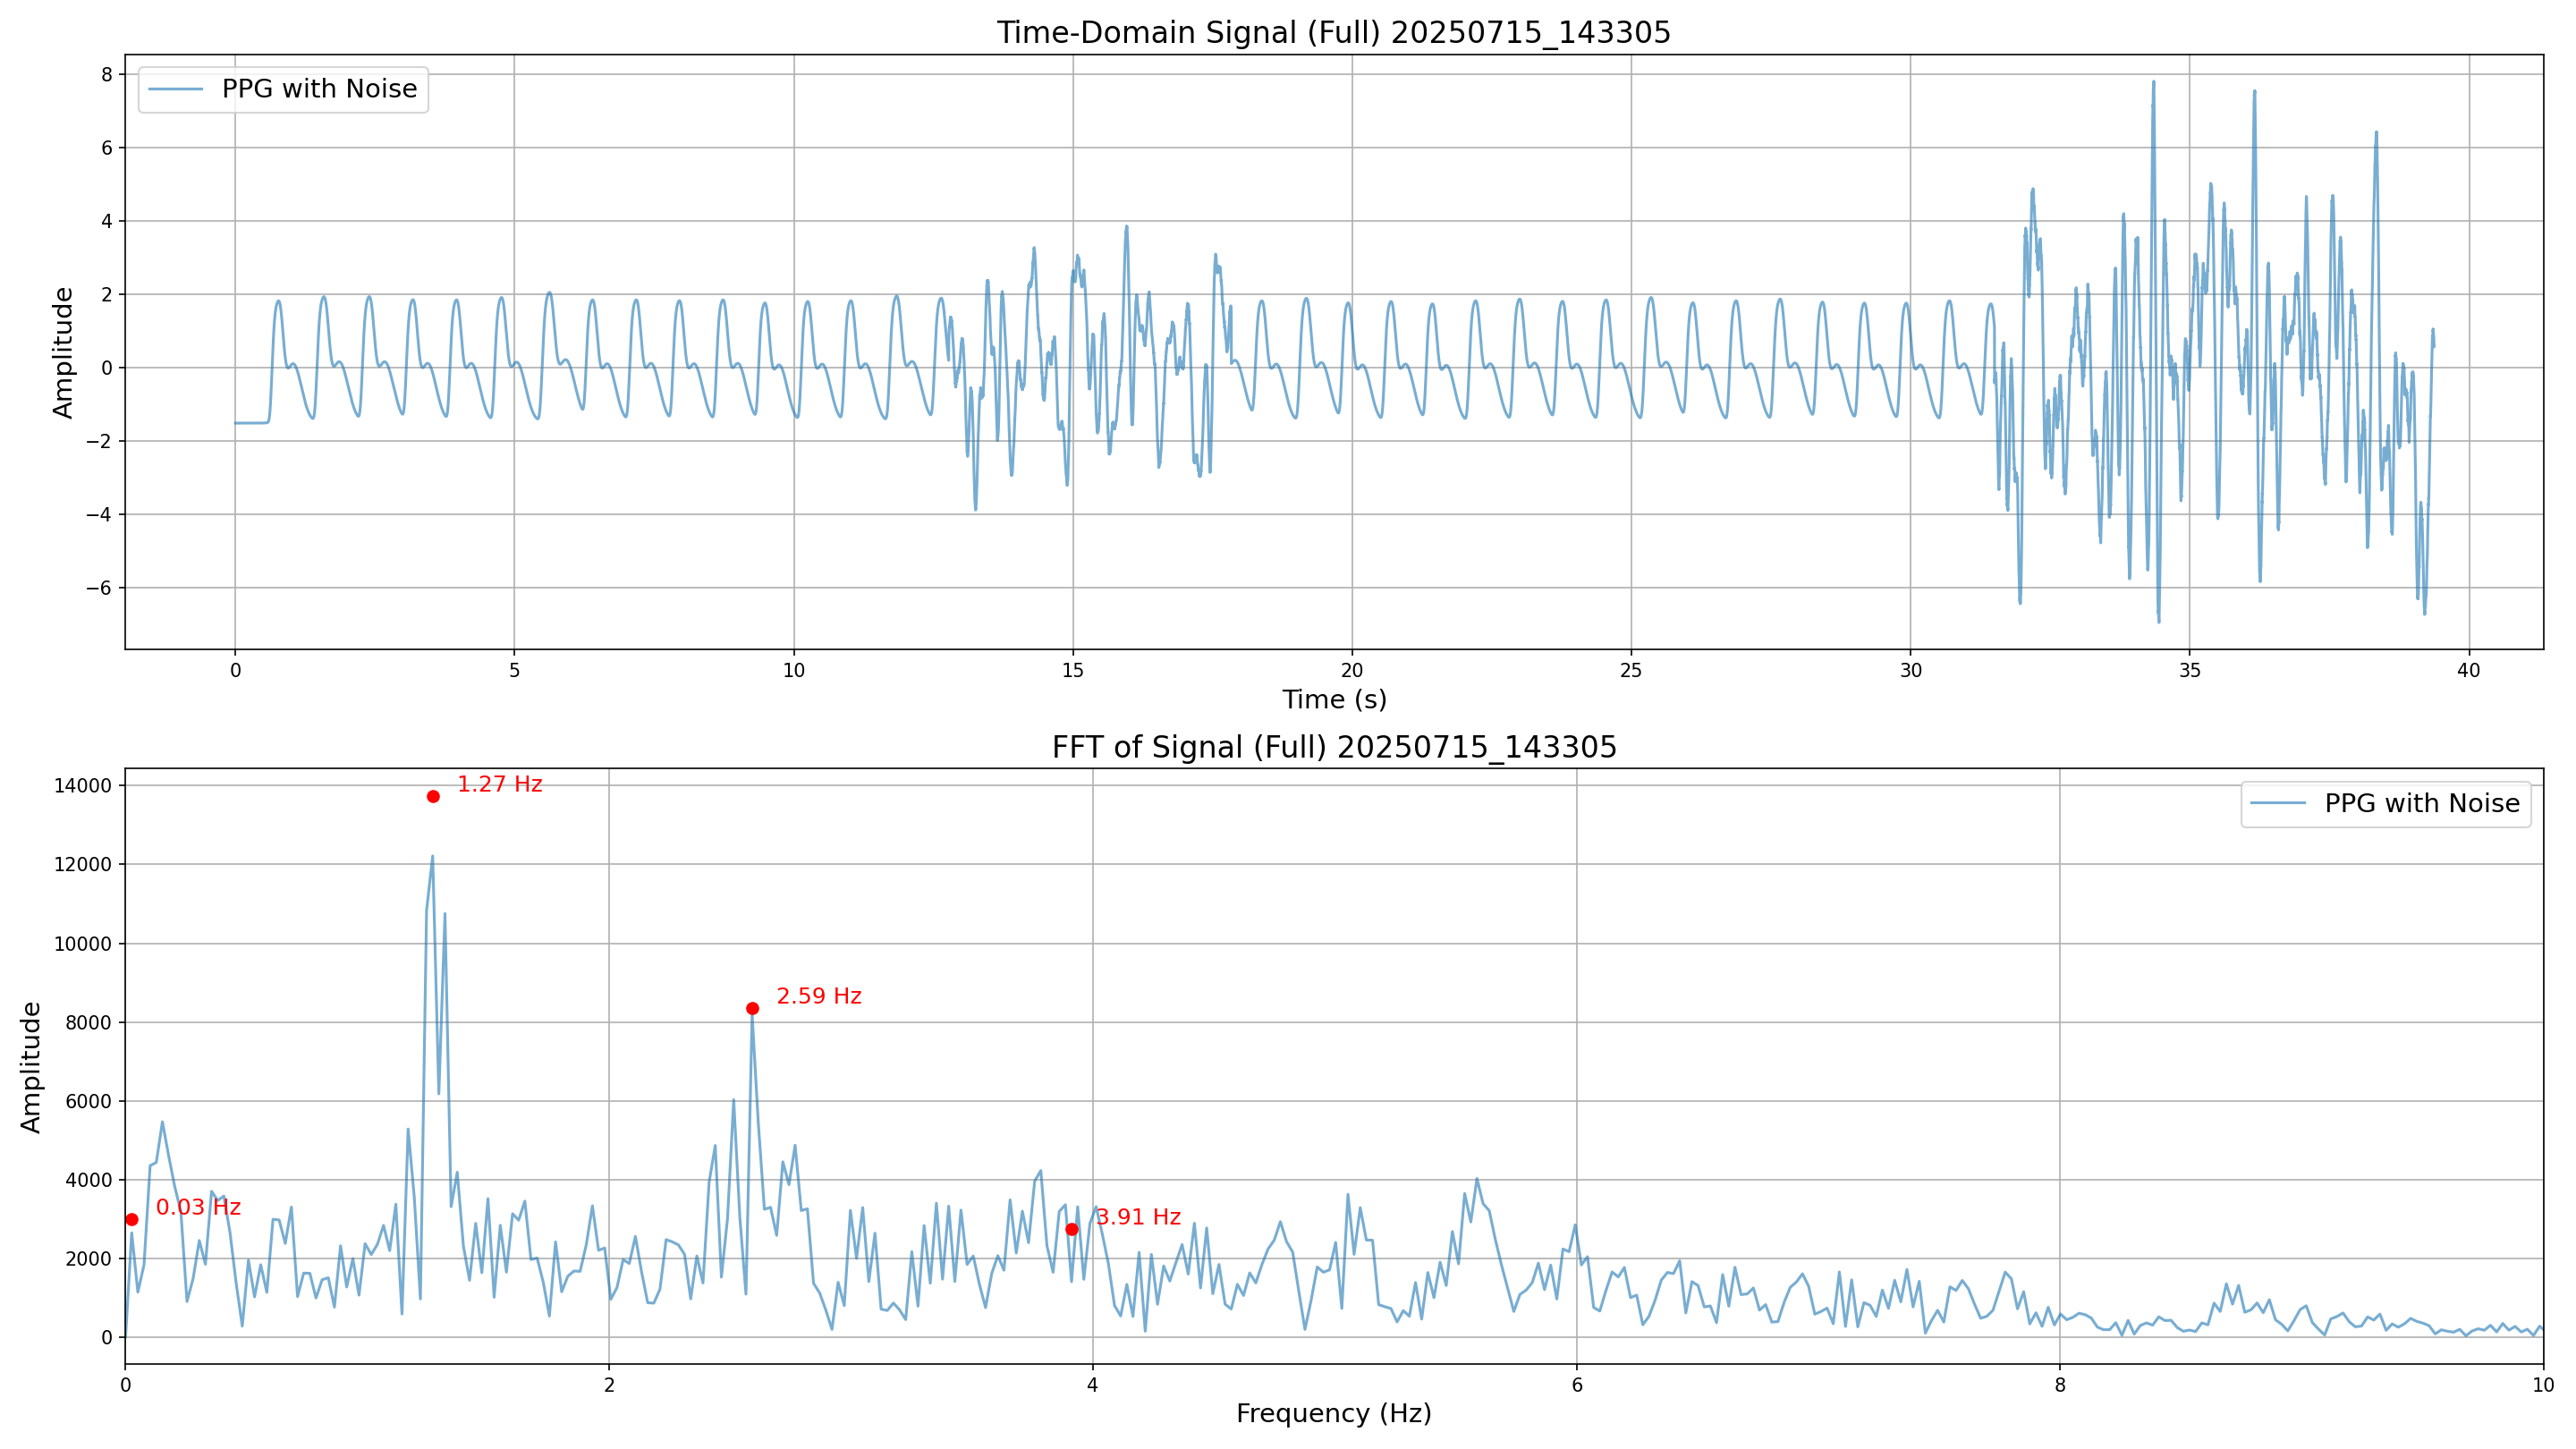 Time-Domain Signal (Full) 20250715_143305
PPG with Noise
Amplitude
8
6
4
2
0
−2
−4
−6
0 5 10 15 20 25 30 35 40
Time (s)
FFT of Signal (Full) 20250715_143305
PPG with Noise
Amplitude
14000
12000
10000
8000
6000
4000
2000
0
1.27 Hz
2.59 Hz
0.03 Hz
3.91 Hz
0 2 4 6 8 10
Frequency (Hz)